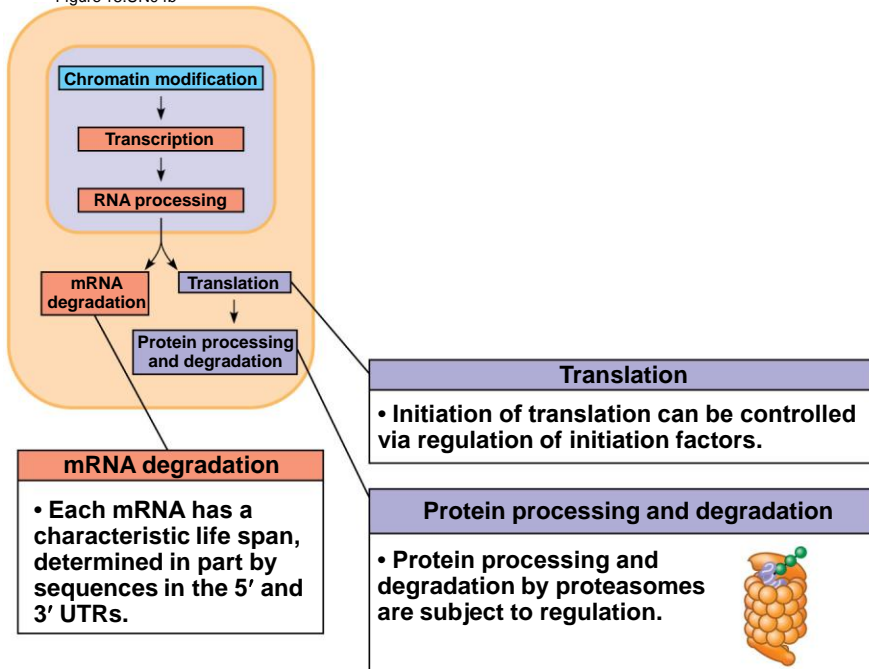 Chromatin modification
Transcription
RNA processing
mRNA
degradation
Translation
Protein processing
and degradation
Translation
• Initiation of translation can be controlled
via regulation of initiation factors.
mRNA degradation
• Each mRNA has a
characteristic life span,
determined in part by
sequences in the 5′ and
3′ UTRs.
Protein processing and degradation
• Protein processing and
degradation by proteasomes
are subject to regulation.